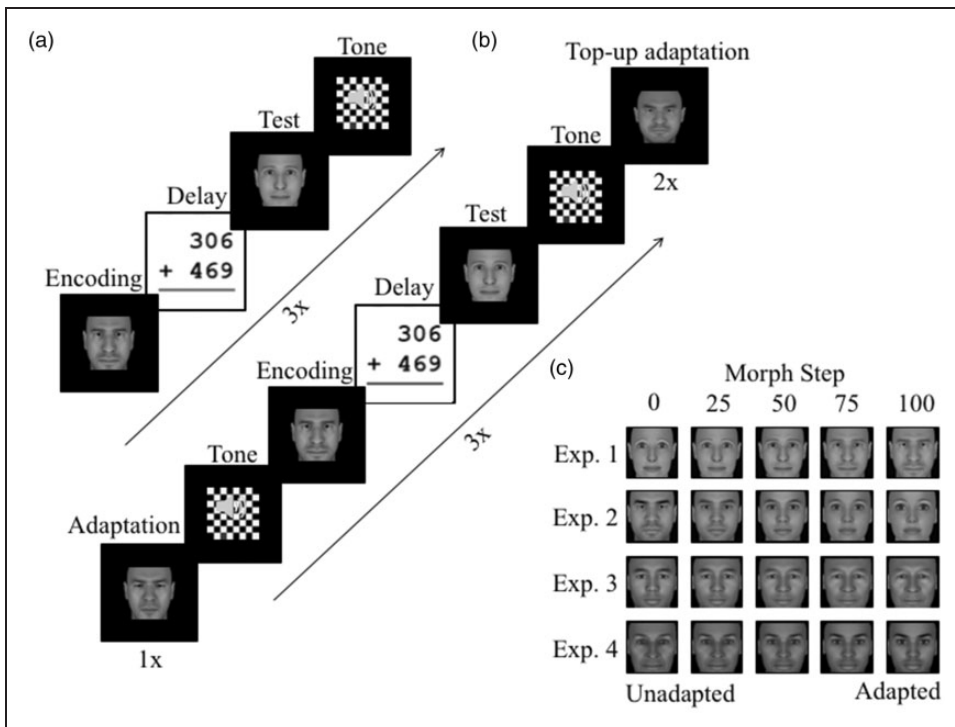 (a)
Tone
Test
Delay
306
+ 469
Encoding
3x
(b)
Top-up adaptation
2x
Tone
Test
Delay
306
+ 469
Encoding
Tone
Adaptation
1x
3x
(c)
Morph Step
0 25 50 75 100
Exp. 1
Exp. 2
Exp. 3
Exp. 4
Unadapted Adapted